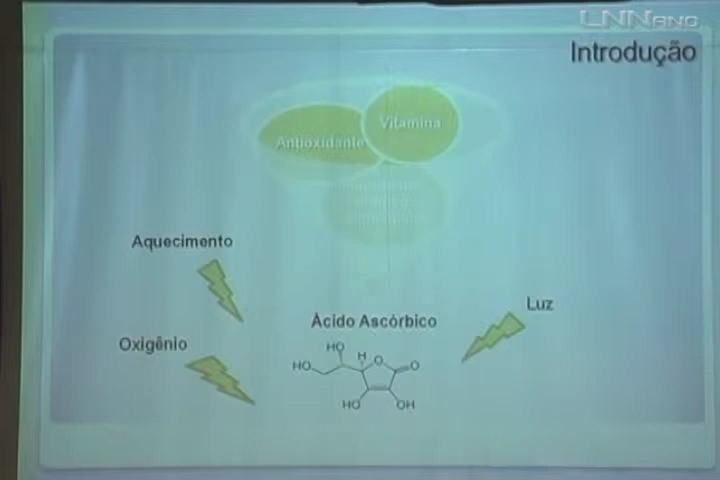 LNNano
Introdução
Vitamina
Antioxidante
Aquecimento
Luz
Ácido Ascórbico
Oxigênio
HO
H
HO
O
O
HO
OH